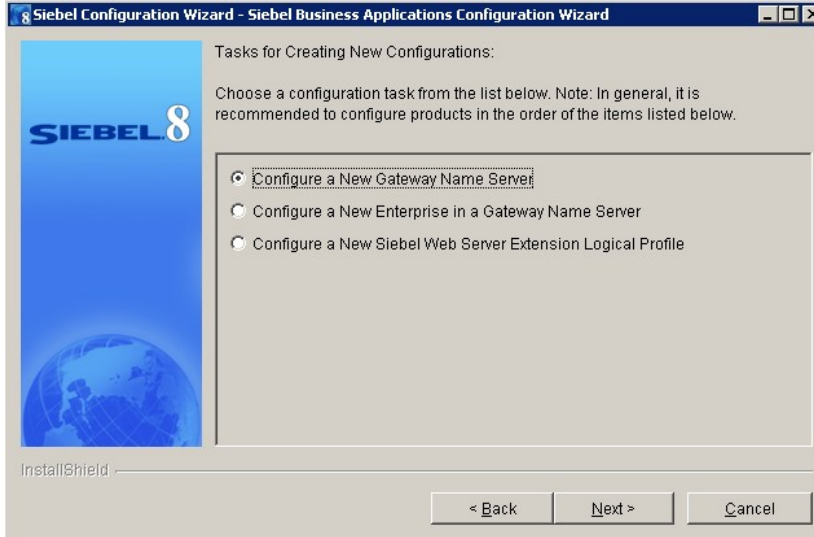 Siebel Configuration Wizard - Siebel Business Applications Configuration Wizard
Tasks for Creating New Configurations:
Choose a configuration task from the list below. Note: In general, it is
recommended to configure products in the order of the items listed below.
SIEBEL.8
Configure a New Gateway Name Server
Configure a New Enterprise in a Gateway Name Server
Configure a New Siebel Web Server Extension Logical Profile
InstallShield
< Back
Next >
Cancel